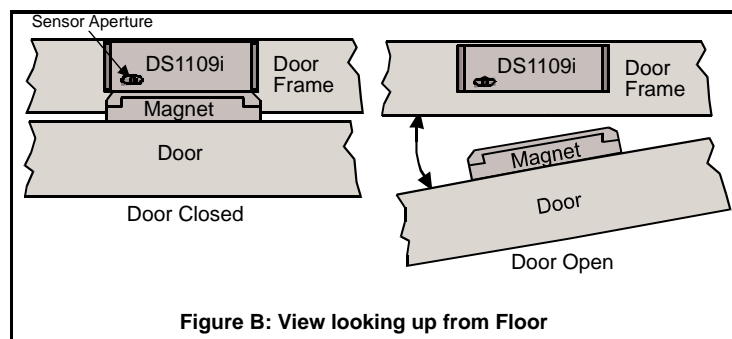 Sensor Aperture
DS1109i
Door
Frame
Magnet
Door
Door Closed
DS1109i
Door
Frame
Magnet
Door
Door Open
Figure B: View looking up from Floor